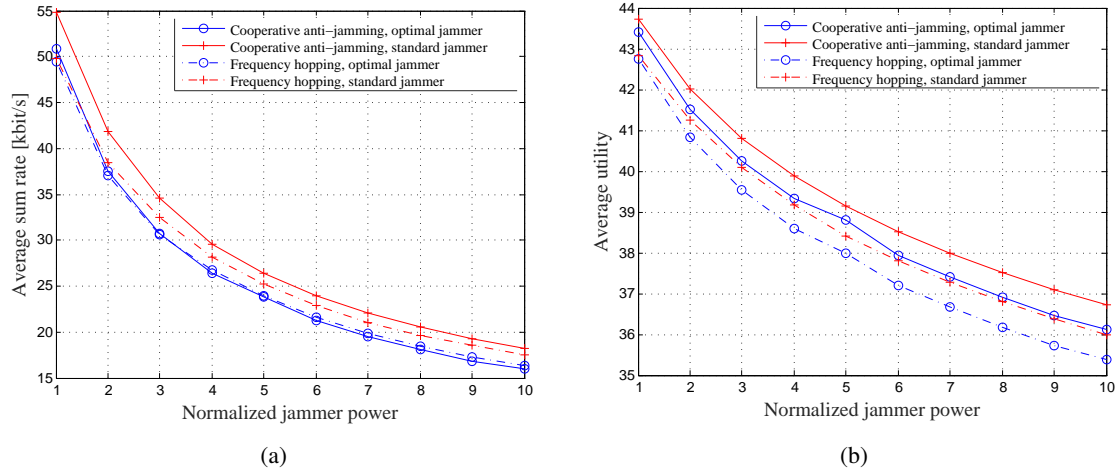 55
50
45
40
35
30
25
20
15
1 2 3 4 5 6 7 8 9 10
Average sum rate [kbit/s]
Normalized jammer power
Cooperative anti−jamming, optimal jammer
Cooperative anti−jamming, standard jammer
Frequency hopping, optimal jammer
Frequency hopping, standard jammer
(a)
44
43
42
41
40
39
38
37
36
35
1 2 3 4 5 6 7 8 9 10
Average utility
Normalized jammer power
Cooperative anti−jamming, optimal jammer
Cooperative anti−jamming, standard jammer
Frequency hopping, optimal jammer
Frequency hopping, standard jammer
(b)